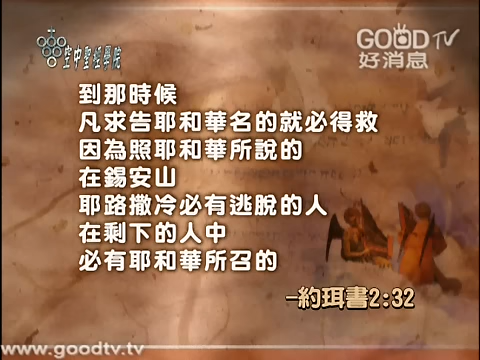 空中聖經學院
GOOD TV
好消息
到那時候
凡求告耶和華名的就必得救
因為照耶和華所說的
在錫安山
耶路撒冷必有逃脫的人
在剩下的人中
必有耶和華所召的
-約珥書2:32
www.goodtv.tv